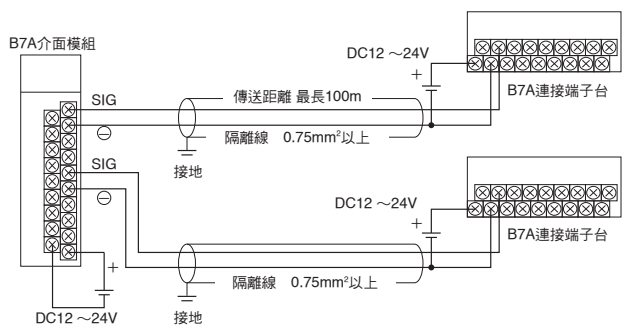 B7A介面模組
DC12～24V
＋
B7A連接端子台
SIG
傳送距離 最長100m
⊖
隔離線 0.75mm²以上
接地
SIG
⊖
DC12～24V
＋
B7A連接端子台
隔離線 0.75mm²以上
＋
DC12～24V
接地